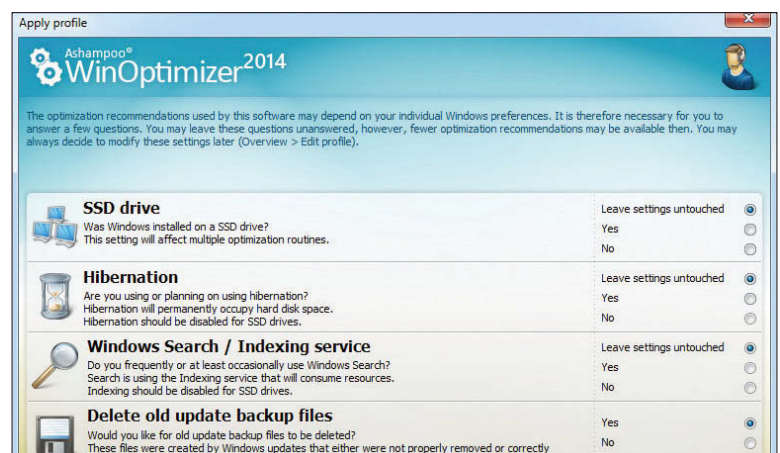 Apply profile
x
Ashampoo®
WinOptimizer2014
The optimization recommendations used by this software may depend on your individual Windows preferences. It is therefore necessary for you to
answer a few questions. You may leave these questions unanswered, however, fewer optimization recommendations may be available then. You may
always decide to modify these settings later (Overview > Edit profile).
SSD drive
Was Windows installed on a SSD drive?
This setting will affect multiple optimization routines.
Leave settings untouched
Yes
No
Hibernation
Are you using or planning on using hibernation?
Hibernation will permanently occupy hard disk space.
Hibernation should be disabled for SSD drives.
Leave settings untouched
Yes
No
Windows Search / Indexing service
Do you frequently or at least occasionally use Windows Search?
Search is using the Indexing service that will consume resources.
Indexing should be disabled for SSD drives.
Leave settings untouched
Yes
No
Delete old update backup files
Would you like for old update backup files to be deleted?
These files were created by Windows updates that either were not properly removed or correctly
Yes
No